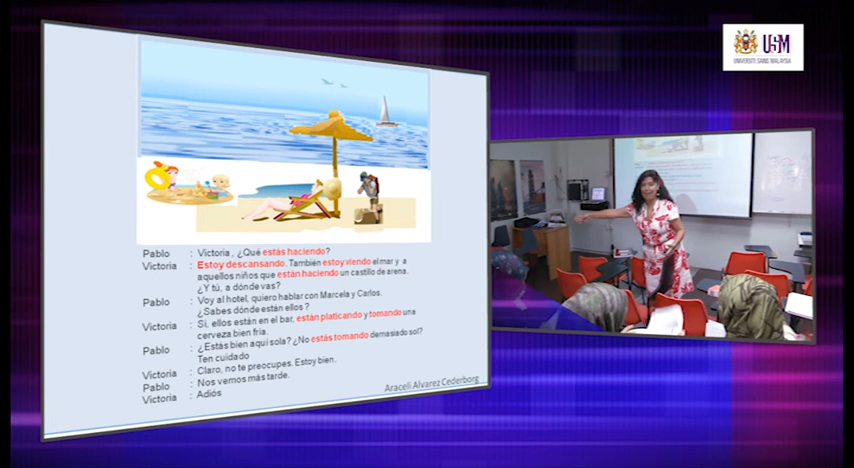 USM
UNIVERSITI SAINS MALAYSIA
Pablo : Victoria , ¿Qué estás haciendo?
Victoria : Estoy descansando. También estoy viendo el mar y a
aquellos niños que están haciendo un castillo de arena.
¿Y tú, a dónde vas?
Pablo : Voy al hotel, quiero hablar con Marcela y Carlos.
¿Sabes dónde están ellos ?
Victoria : Sí, ellos están en el bar, están platicando y tomando una
cerveza bien fría.
Pablo : ¿Estás bien aquí sola? ¿No estás tomando demasiado sol?
Ten cuidado
Victoria : Claro, no te preocupes. Estoy bien.
Pablo : Nos vemos más tarde.
Victoria : Adiós
Araceli Alvarez Cederborg